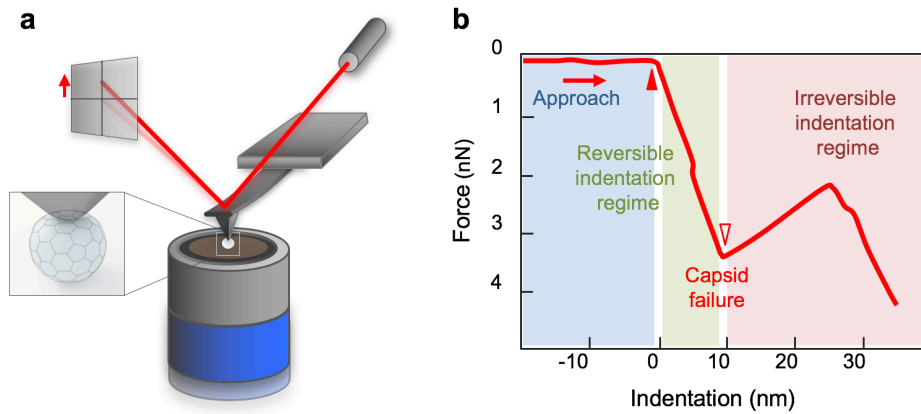 a
b
0
1
2
3
4
Force (nN)
Approach
Reversible
indentation
regime
Irreversible
indentation
regime
Capsid
failure
-10
0
10
20
30
Indentation (nm)